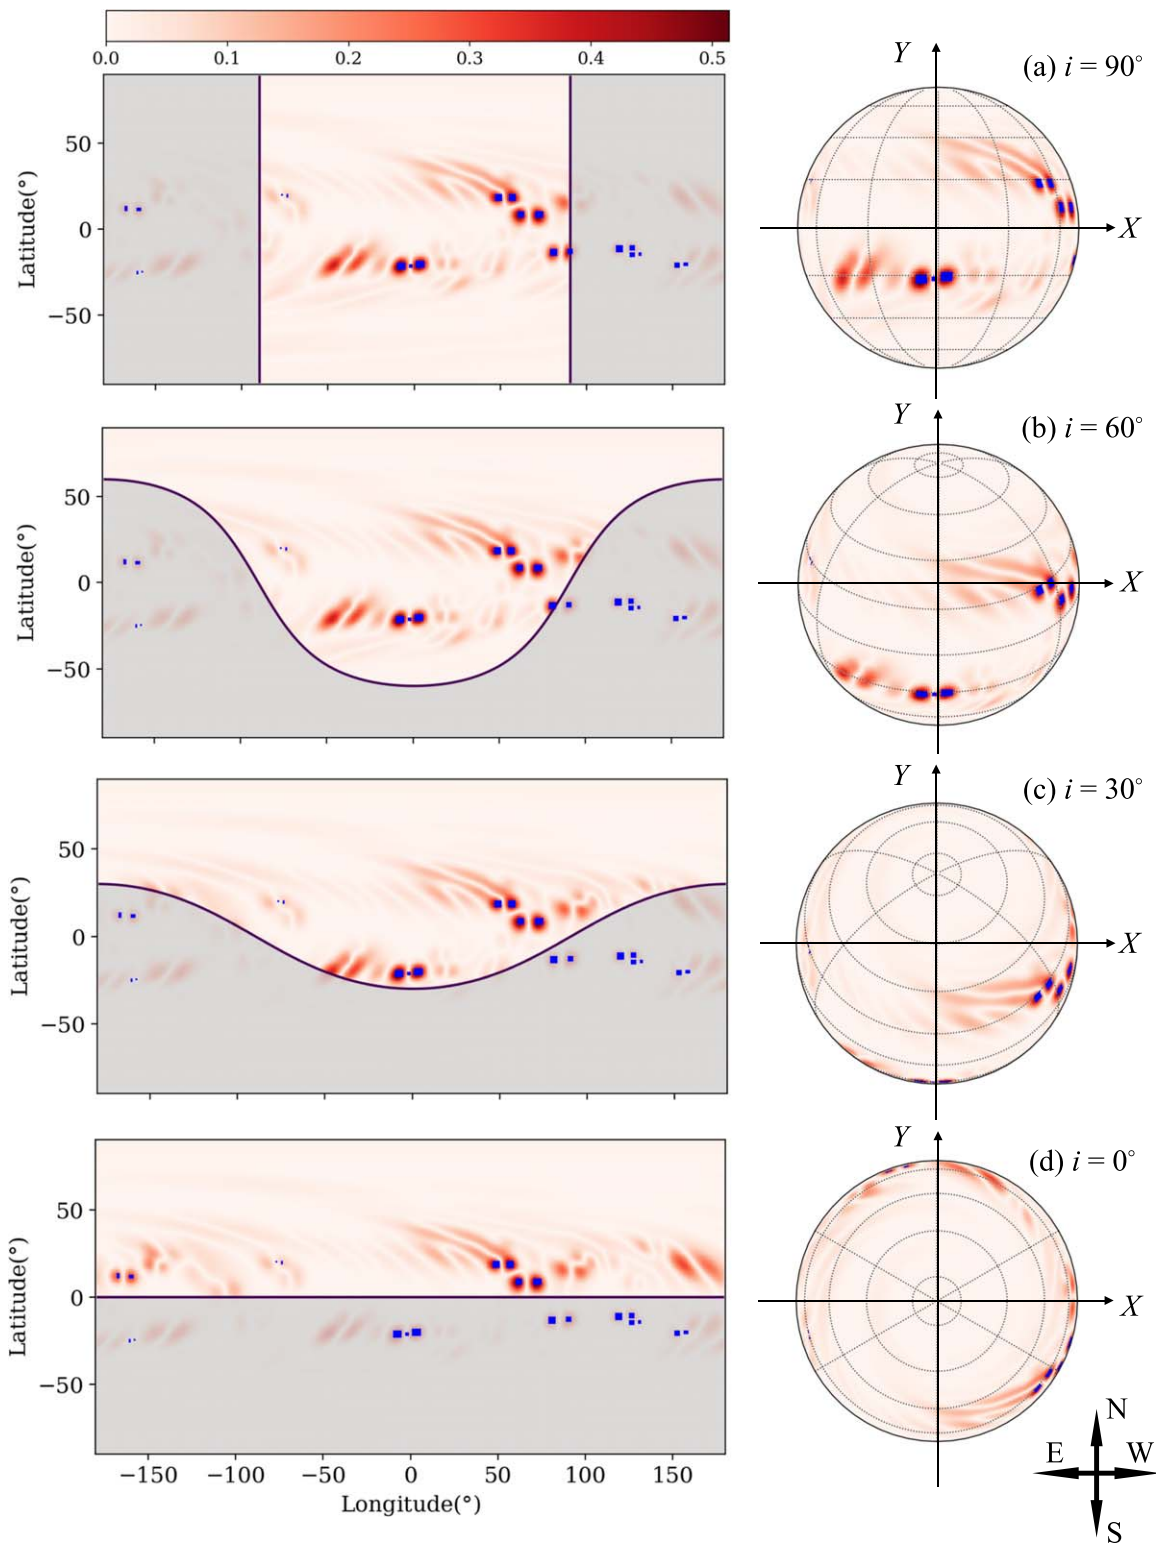 0.0 0.1 0.2 0.3 0.4 0.5
Y
(a) i = 90°
50
0
−50
Latitude(°)
X
Y
(b) i = 60°
50
0
−50
Latitude(°)
X
Y
(c) i = 30°
50
0
−50
Latitude(°)
X
Y
(d) i = 0°
50
0
−50
Latitude(°)
X
−150 −100 −50 0 50 100 150
Longitude(°)
N
E W
S